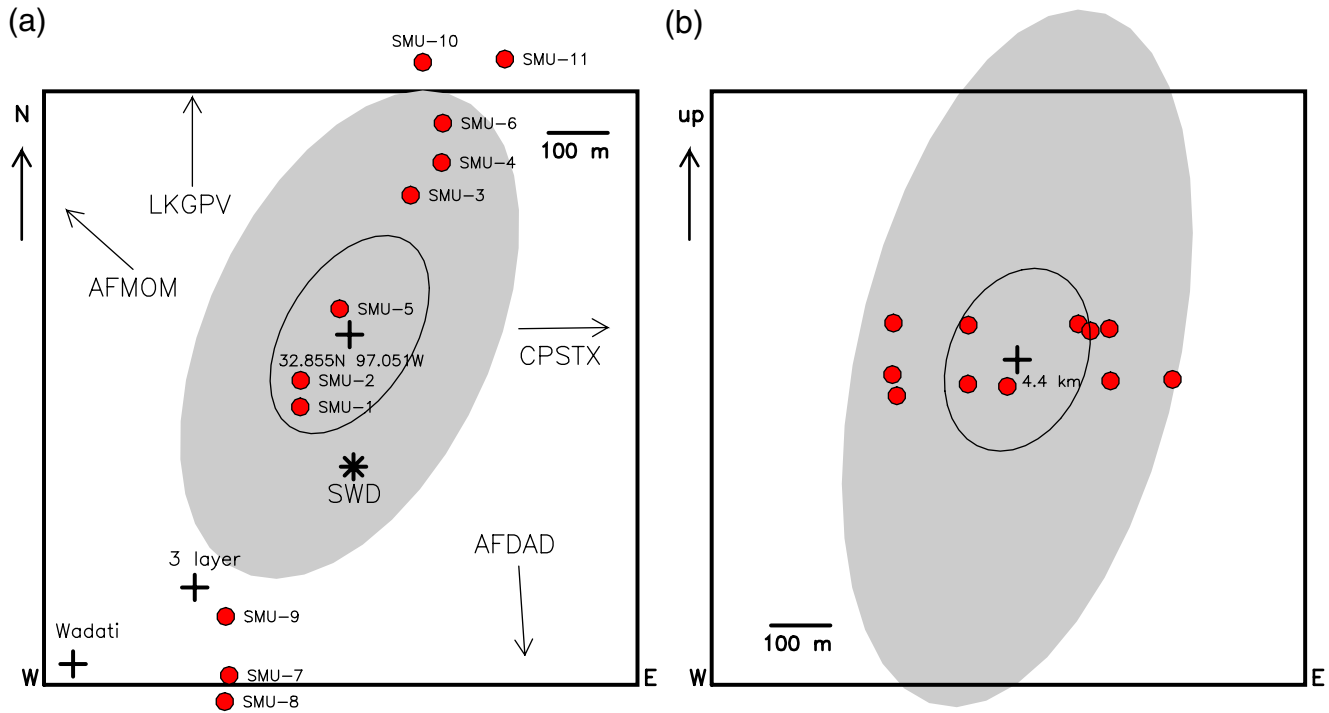 (a)
SMU-10
SMU-11
N
SMU-6
100 m
SMU-4
SMU-3
LKGPV
AFMOM
SMU-5
CPSTX
32.855N 97.051W
SMU-2
SMU-1
SWD
AFDAD
3 layer
SMU-9
Wadati
W
SMU-7
E
SMU-8
(b)
up
4.4 km
100 m
W
E